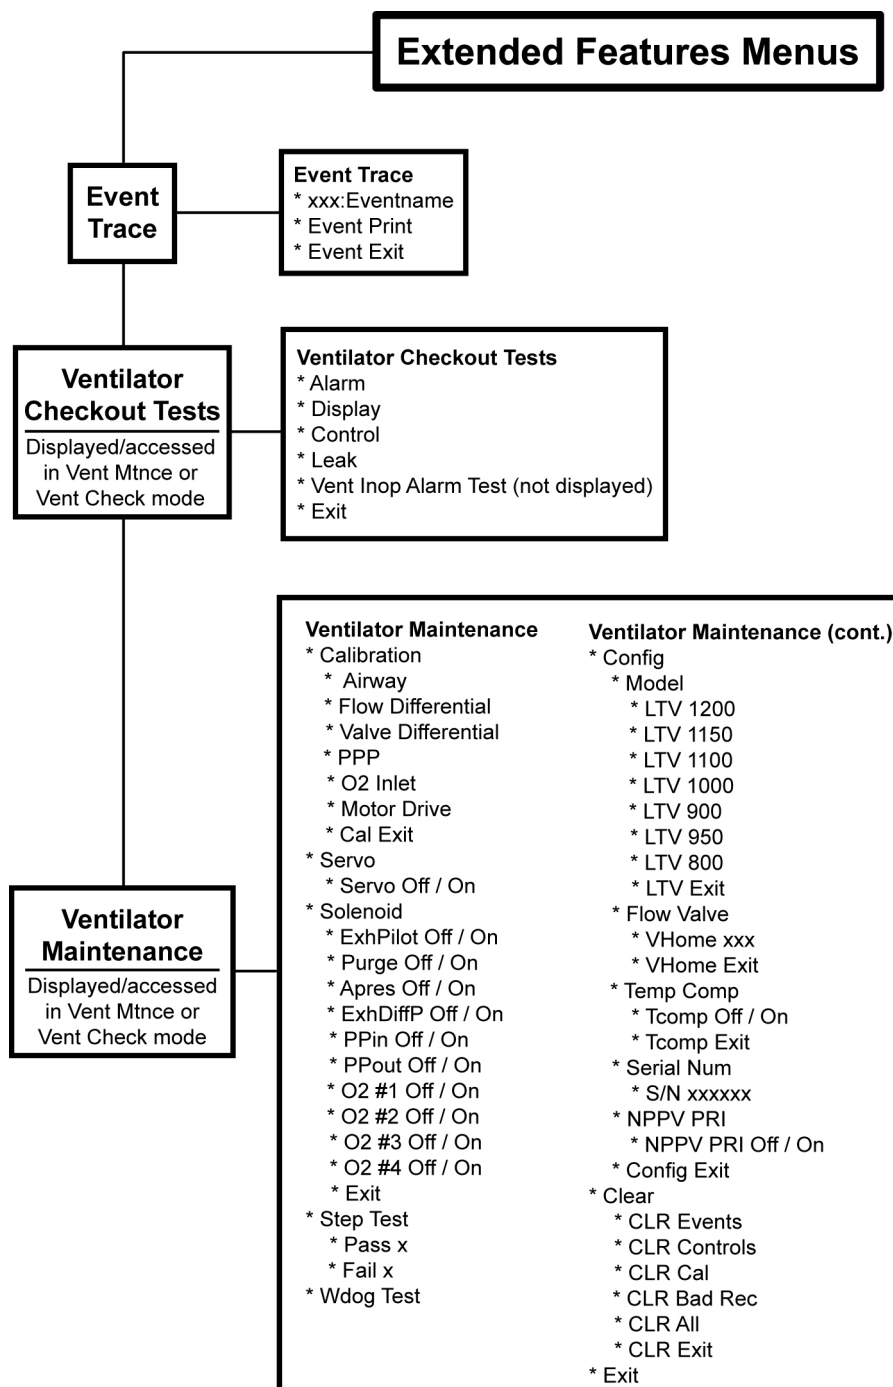 Extended Features Menus
Event
Trace
Event Trace
* xxx:Eventname
* Event Print
* Event Exit
Ventilator
Checkout Tests
Displayed/accessed
in Vent Mtnce or
Vent Check mode
Ventilator Checkout Tests
* Alarm
* Display
* Control
* Leak
* Vent Inop Alarm Test (not displayed)
* Exit
Ventilator
Maintenance
Displayed/accessed
in Vent Mtnce or
Vent Check mode
Ventilator Maintenance
* Calibration
* Airway
* Flow Differential
* Valve Differential
* PPP
* O2 Inlet
* Motor Drive
* Cal Exit
* Servo
* Servo Off / On
* Solenoid
* ExhPilot Off / On
* Purge Off / On
* Apres Off / On
* ExhDiffP Off / On
* PPin Off / On
* PPout Off / On
* O2 #1 Off / On
* O2 #2 Off / On
* O2 #3 Off / On
* O2 #4 Off / On
* Exit
* Step Test
* Pass x
* Fail x
* Wdog Test
Ventilator Maintenance (cont.)
* Config
* Model
* LTV 1200
* LTV 1150
* LTV 1100
* LTV 1000
* LTV 900
* LTV 950
* LTV 800
* LTV Exit
* Flow Valve
* VHome xxx
* VHome Exit
* Temp Comp
* Tcomp Off / On
* Tcomp Exit
* Serial Num
* S/N xxxxxx
* NPPV PRI
* NPPV PRI Off / On
* Config Exit
* Clear
* CLR Events
* CLR Controls
* CLR Cal
* CLR Bad Rec
* CLR All
* CLR Exit
* Exit